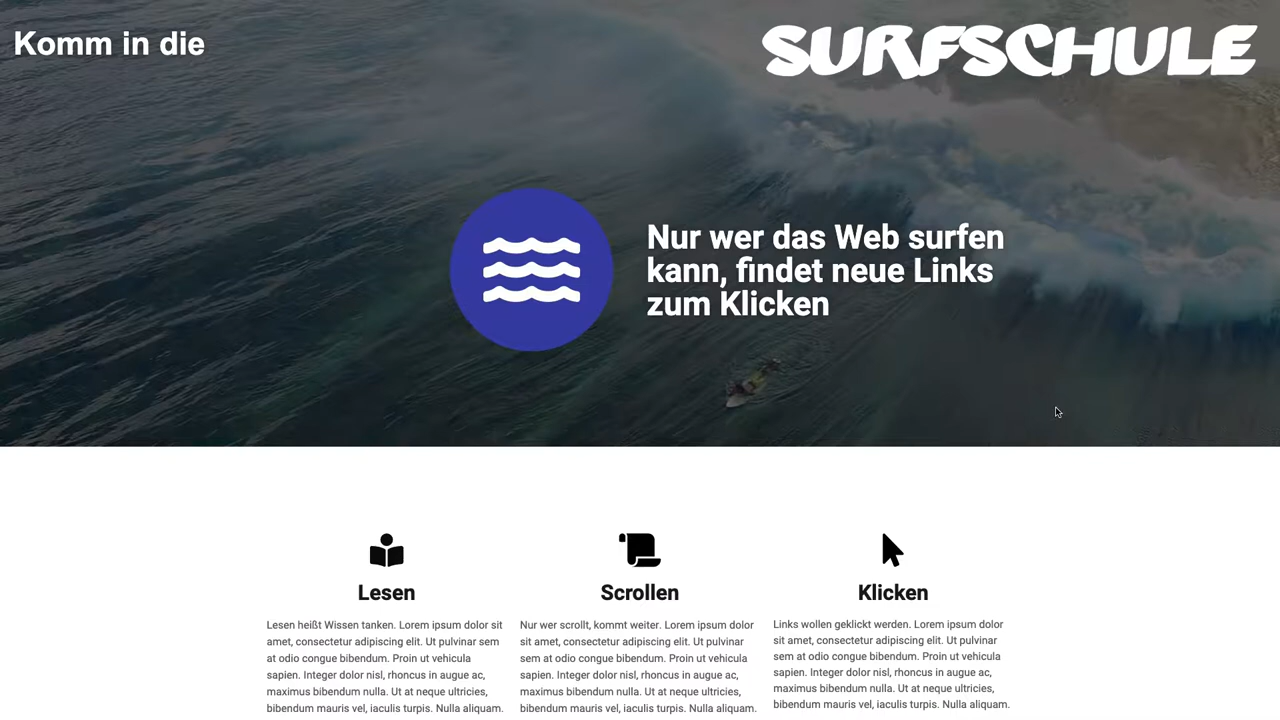 Komm in die
SURFSCHULE
Nur wer das Web surfen
kann, findet neue Links
zum Klicken
Lesen
Lesen heißt Wissen tanken. Lorem ipsum dolor sit
amet, consectetur adipiscing elit. Ut pulvinar sem
at odio congue bibendum. Proin ut vehicula
sapien. Integer dolor nisl, rhoncus in augue ac,
maximus bibendum nulla. Ut at neque ultricies,
bibendum mauris vel, iaculis turpis. Nulla aliquam.
Scrollen
Nur wer scrollt, kommt weiter. Lorem ipsum dolor
sit amet, consectetur adipiscing elit. Ut pulvinar
sem at odio congue bibendum. Proin ut vehicula
sapien. Integer dolor nisl, rhoncus in augue ac,
maximus bibendum nulla. Ut at neque ultricies,
bibendum mauris vel, iaculis turpis. Nulla aliquam.
Klicken
Links wollen geklickt werden. Lorem ipsum dolor
sit amet, consectetur adipiscing elit. Ut pulvinar
sem at odio congue bibendum. Proin ut vehicula
sapien. Integer dolor nisl, rhoncus in augue ac,
maximus bibendum nulla. Ut at neque ultricies,
bibendum mauris vel, iaculis turpis. Nulla aliquam.